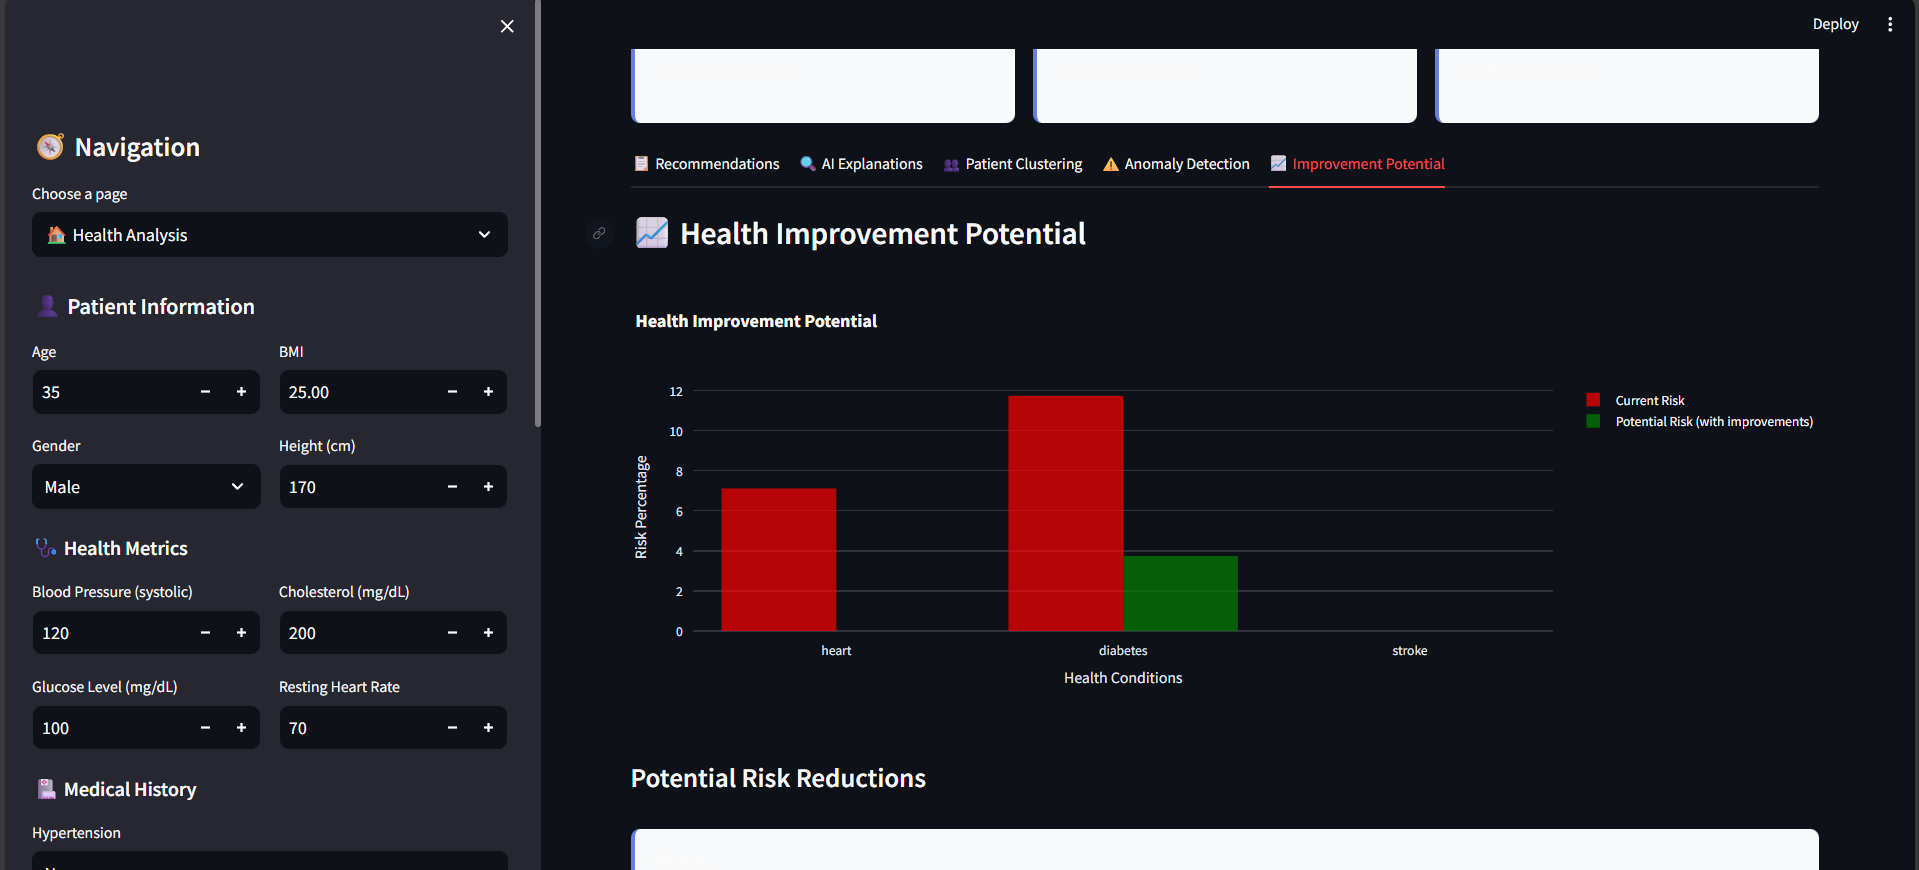 Deploy
Navigation
Choose a page
Health Analysis
Patient Information
Age
BMI
35
25.00
Gender
Height (cm)
Male
170
Health Metrics
Blood Pressure (systolic)
Cholesterol (mg/dL)
120
200
Glucose Level (mg/dL)
Resting Heart Rate
100
70
Medical History
Hypertension
Recommendations
AI Explanations
Patient Clustering
Anomaly Detection
Improvement Potential
Health Improvement Potential
Health Improvement Potential
12
10
8
6
4
2
0
Risk Percentage
heart
diabetes
stroke
Health Conditions
Current Risk
Potential Risk (with improvements)
Potential Risk Reductions